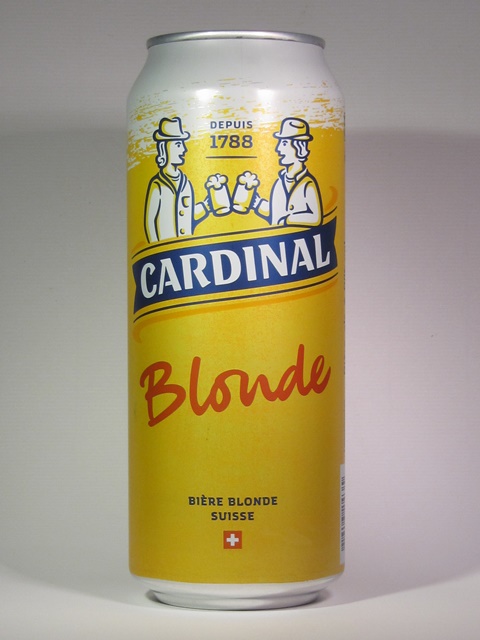 DEPUIS
1788
CARDINAL
Blonde
BIÈRE BLONDE
SUISSE